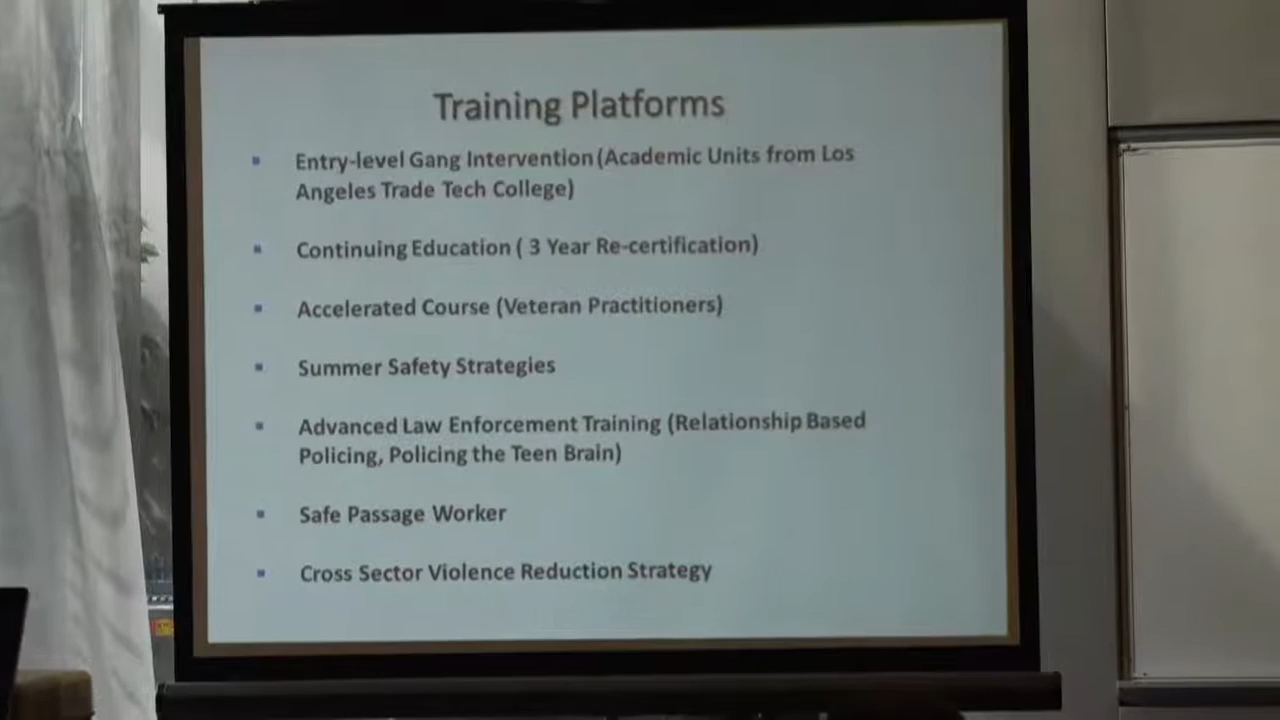 Training Platforms
▪ Entry-level Gang Intervention (Academic Units from Los
Angeles Trade Tech College)
▪ Continuing Education ( 3 Year Re-certification)
▪ Accelerated Course (Veteran Practitioners)
▪ Summer Safety Strategies
▪ Advanced Law Enforcement Training (Relationship Based
Policing, Policing the Teen Brain)
▪ Safe Passage Worker
▪ Cross Sector Violence Reduction Strategy